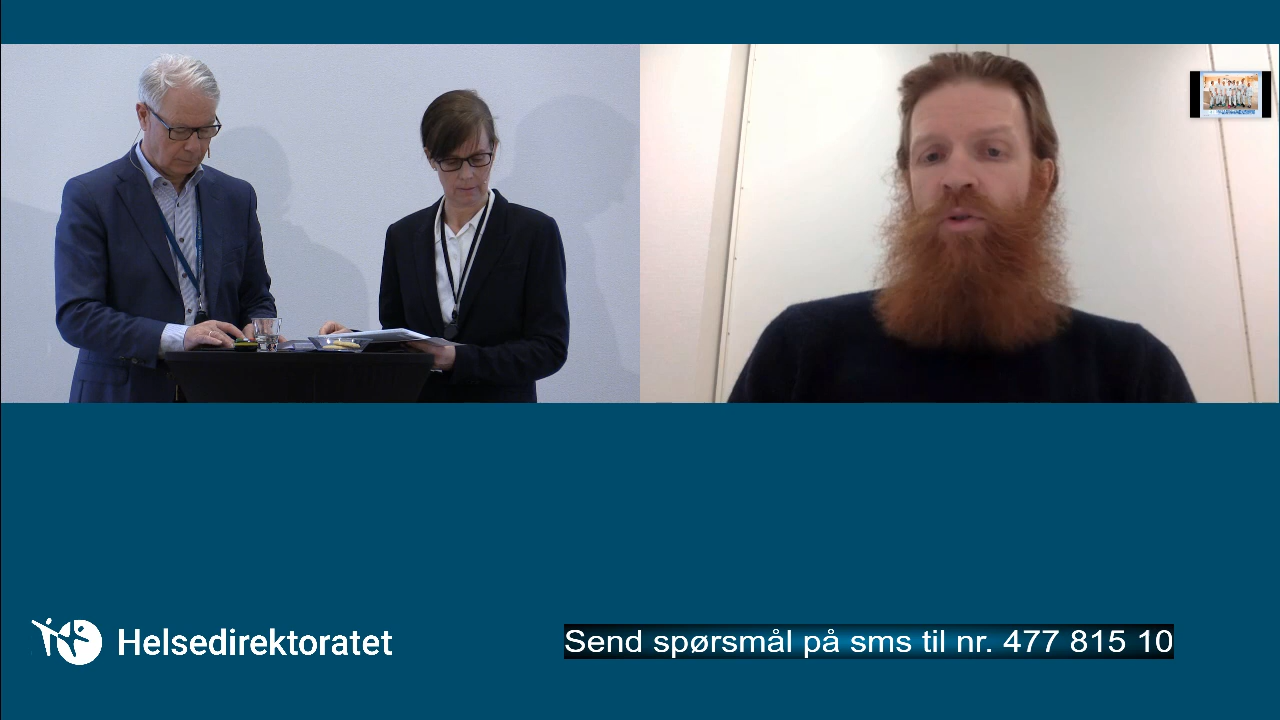 Helsedirektoratet
Send spørsmål på sms til nr. 477 815 10